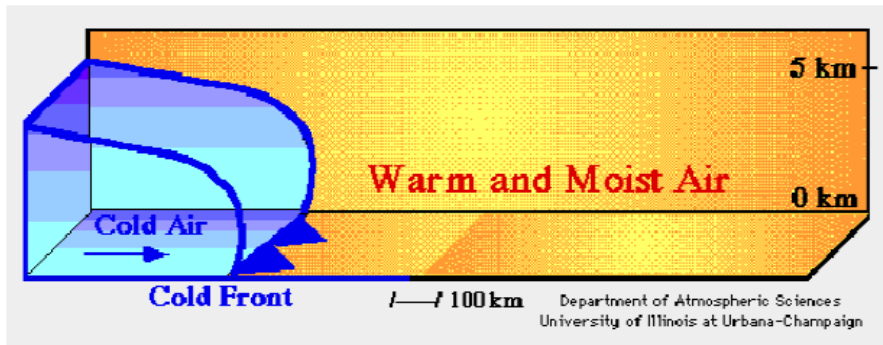 5 km
Warm and Moist Air
0 km
Cold Air
Cold Front
100 km
Department of Atmospheric Sciences
University of Illinois at Urbana-Champaign